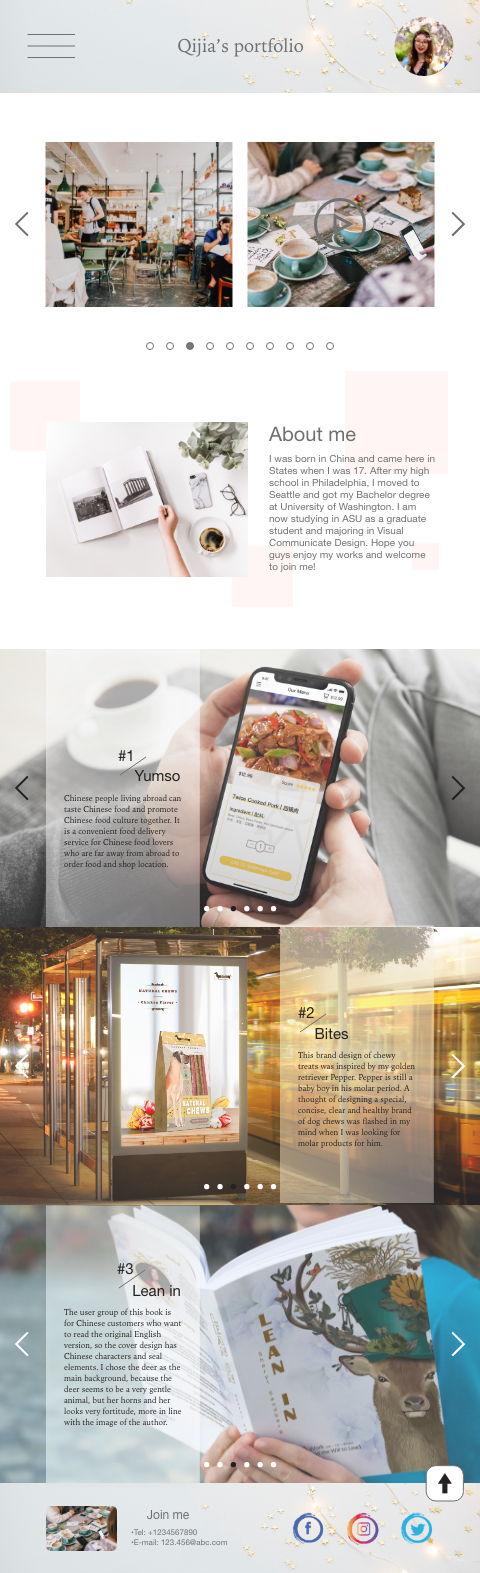 Qijia's portfolio
About me
I was born in China and came here in
States when I was 17. After my high
school in Philadelphia, I moved to
Seattle and got my Bachelor degree
at University of Washington. I am
now studying in ASU as a graduate
student and majoring in Visual
Communicate Design. Hope you
guys enjoy my works and welcome
to join me!
#1
Yumso
Chinese people living abroad can
taste Chinese food and promote
Chinese food culture together. It
is a convenient food delivery
service for Chinese food lovers
who are far away from abroad to
order food and shop location.
Our Menu
$12.95
Twice Cooked Pork / 回锅肉
Ingredient / 配料
NATURAL CHEWS
Chicken Flavor
NATURAL
CHEWS
#2
Bites
This brand design of chewy
treats was inspired by my golden
retriever Pepper. Pepper is still a
baby boy in his molar period. A
thought of designing a special,
concise, clear and healthy brand
of dog chews was flashed in my
mind when I was looking for
molar products for him.
#3
Lean in
The user group of this book is
for Chinese customers who want
to read the original English
version, so the cover design has
Chinese characters and seal
elements. I chose the deer as the
main background, because the
deer seems to be a very gentle
animal, but her horns and her
looks very fortitude, more in line
with the image of the author.
LEAN IN
LEAN IN
Join me
•Tel: +1234567890
•E-mail: 123.456@abc.com